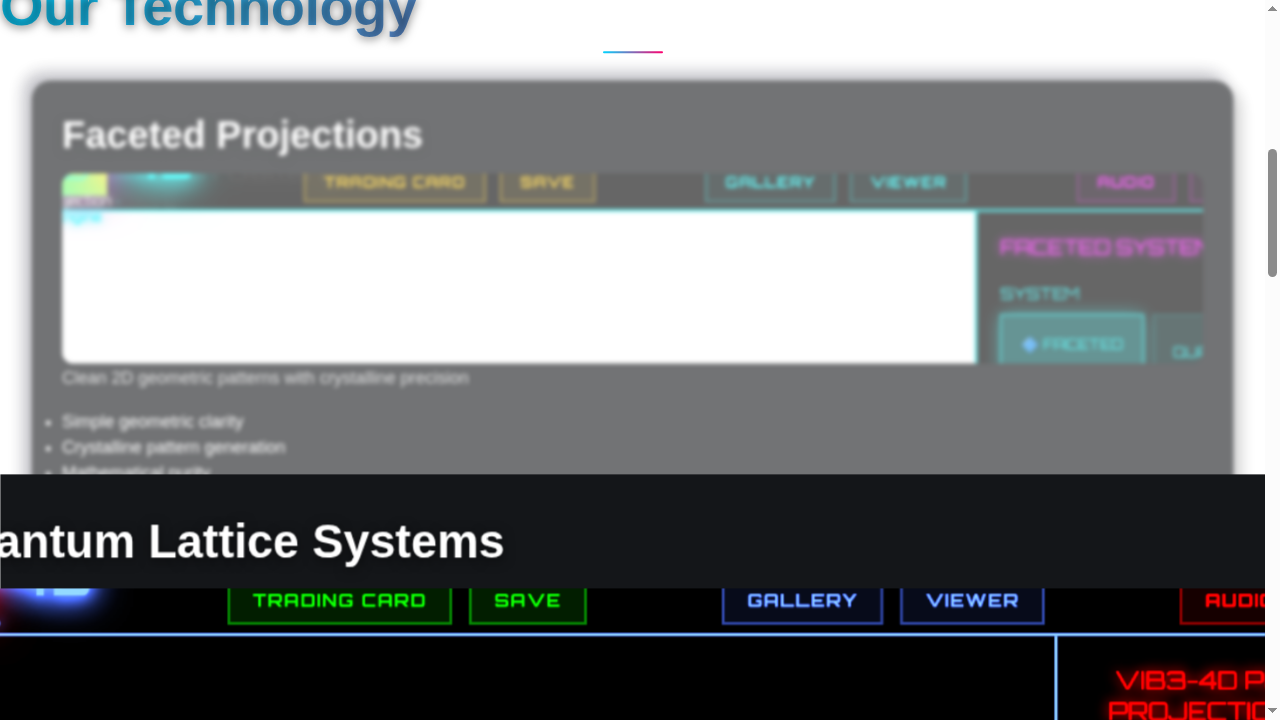 Our Technology
Faceted Projections
TRADING CARD SAVE GALLERY VIEWER AUDIO
FACETED SYSTEM
SYSTEM
FACETED
Clean 2D geometric patterns with crystalline precision
Simple geometric clarity
Crystalline pattern generation
Mathematical purity
antum Lattice Systems
TRADING CARD SAVE GALLERY VIEWER AUDIO
VIB3-4D P
PROJECTIO